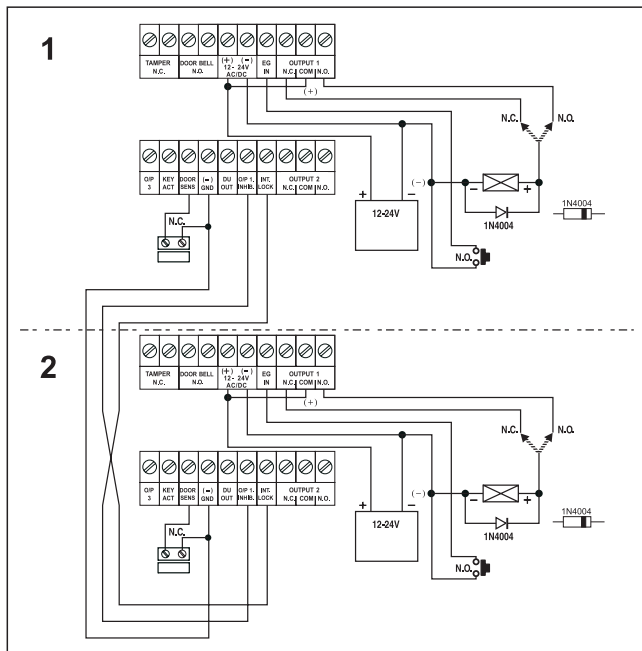 1
TAMPER N.C.
DOOR BELL N.O.
(+) (−)
12- 24V
AC/DC
EG IN
OUTPUT 1
N.C. COM N.O.
(+)
N.C.
N.O.
O/P 3
KEY ACT
DOOR SENS
(−) GND
DU OUT
O/P 1. INHIB.
INT. LOCK
OUTPUT 2
N.C. COM N.O.
N.C.
+ −
12-24V
(−)
− +
1N4004
1N4004
N.O.
2
TAMPER N.C.
DOOR BELL N.O.
(+) (−)
12- 24V
AC/DC
EG IN
OUTPUT 1
N.C. COM N.O.
(+)
N.C.
N.O.
O/P 3
KEY ACT
DOOR SENS
(−) GND
DU OUT
O/P 1. INHIB.
INT. LOCK
OUTPUT 2
N.C. COM N.O.
N.C.
+ −
12-24V
(−)
− +
1N4004
1N4004
N.O.